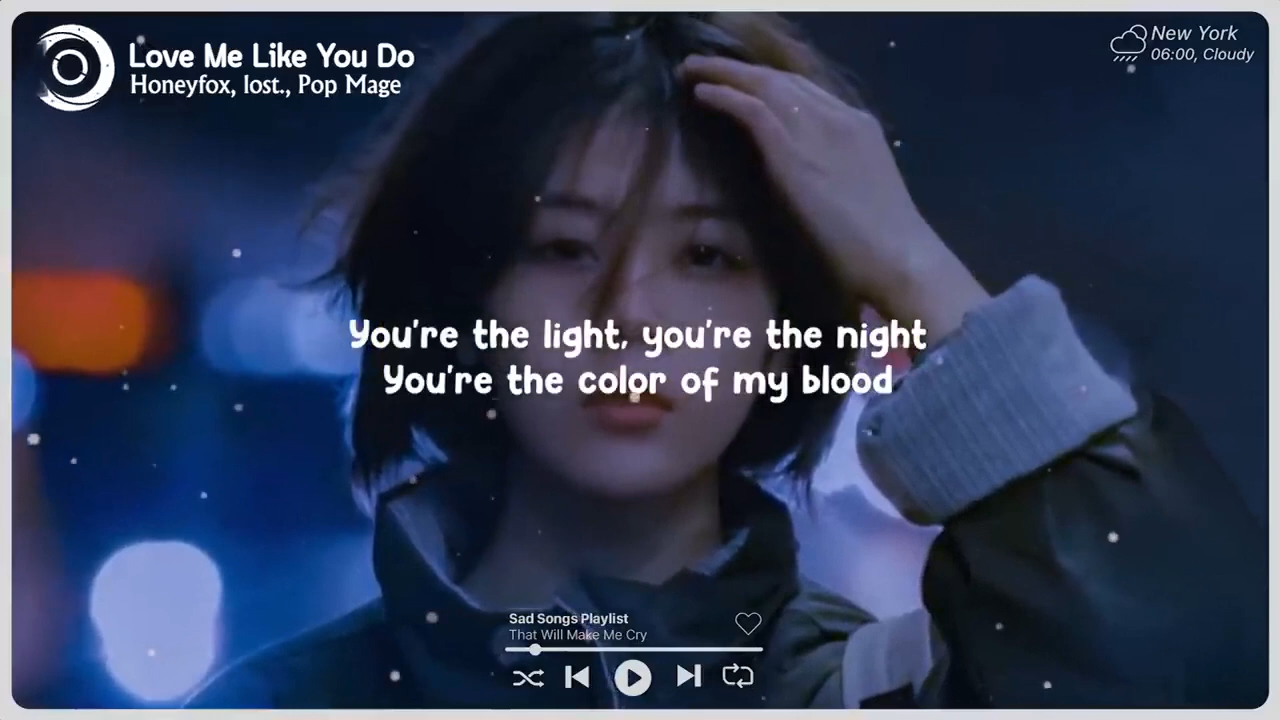 Love Me Like You Do
Honeyfox, lost., Pop Mage
New York
06:00, Cloudy
You're the light, you're the night
You're the color of my blood
Sad Songs Playlist
That Will Make Me Cry